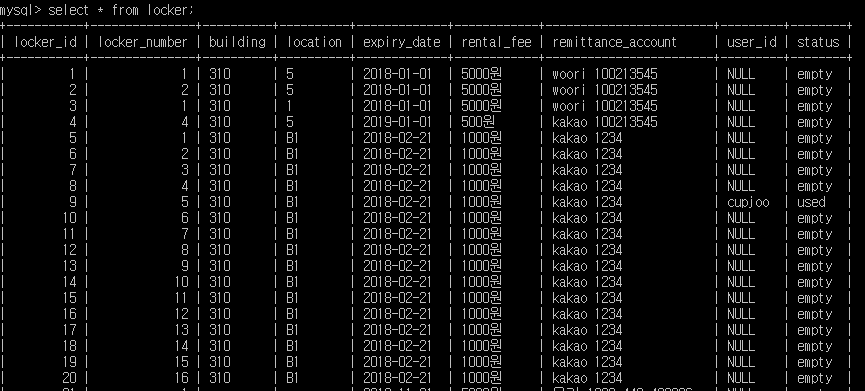 mysql> select * from locker;
| locker_id | locker_number | building | location | expiry_date | rental_fee | remittance_account | user_id | status |
| 1 | 1 | 310 | 5 | 2018-01-01 | 5000원 | woori 100213545 | NULL | empty |
| 2 | 2 | 310 | 5 | 2018-01-01 | 5000원 | woori 100213545 | NULL | empty |
| 3 | 1 | 310 | 1 | 2018-01-01 | 5000원 | woori 100213545 | NULL | empty |
| 4 | 4 | 310 | 5 | 2019-01-01 | 500원 | kakao 100213545 | NULL | empty |
| 5 | 1 | 310 | B1 | 2018-02-21 | 1000원 | kakao 1234 | NULL | empty |
| 6 | 2 | 310 | B1 | 2018-02-21 | 1000원 | kakao 1234 | NULL | empty |
| 7 | 3 | 310 | B1 | 2018-02-21 | 1000원 | kakao 1234 | NULL | empty |
| 8 | 4 | 310 | B1 | 2018-02-21 | 1000원 | kakao 1234 | NULL | empty |
| 9 | 5 | 310 | B1 | 2018-02-21 | 1000원 | kakao 1234 | cupjoo | used |
| 10 | 6 | 310 | B1 | 2018-02-21 | 1000원 | kakao 1234 | NULL | empty |
| 11 | 7 | 310 | B1 | 2018-02-21 | 1000원 | kakao 1234 | NULL | empty |
| 12 | 8 | 310 | B1 | 2018-02-21 | 1000원 | kakao 1234 | NULL | empty |
| 13 | 9 | 310 | B1 | 2018-02-21 | 1000원 | kakao 1234 | NULL | empty |
| 14 | 10 | 310 | B1 | 2018-02-21 | 1000원 | kakao 1234 | NULL | empty |
| 15 | 11 | 310 | B1 | 2018-02-21 | 1000원 | kakao 1234 | NULL | empty |
| 16 | 12 | 310 | B1 | 2018-02-21 | 1000원 | kakao 1234 | NULL | empty |
| 17 | 13 | 310 | B1 | 2018-02-21 | 1000원 | kakao 1234 | NULL | empty |
| 18 | 14 | 310 | B1 | 2018-02-21 | 1000원 | kakao 1234 | NULL | empty |
| 19 | 15 | 310 | B1 | 2018-02-21 | 1000원 | kakao 1234 | NULL | empty |
| 20 | 16 | 310 | B1 | 2018-02-21 | 1000원 | kakao 1234 | NULL | empty |